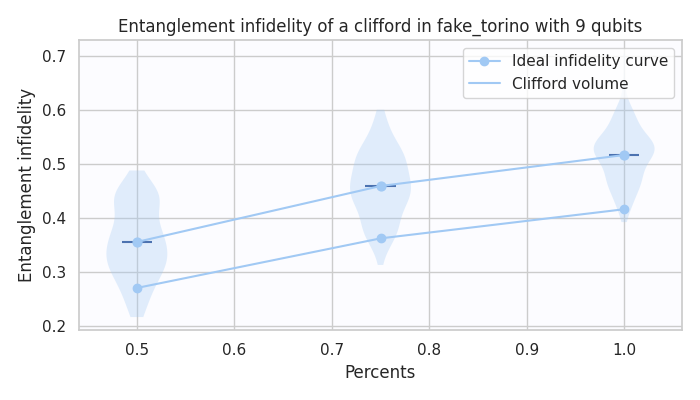 Entanglement infidelity of a clifford in fake_torino with 9 qubits
Ideal infidelity curve
Clifford volume
Entanglement infidelity
0.7
0.6
0.5
0.4
0.3
0.2
0.5
0.6
0.7
0.8
0.9
1.0
Percents